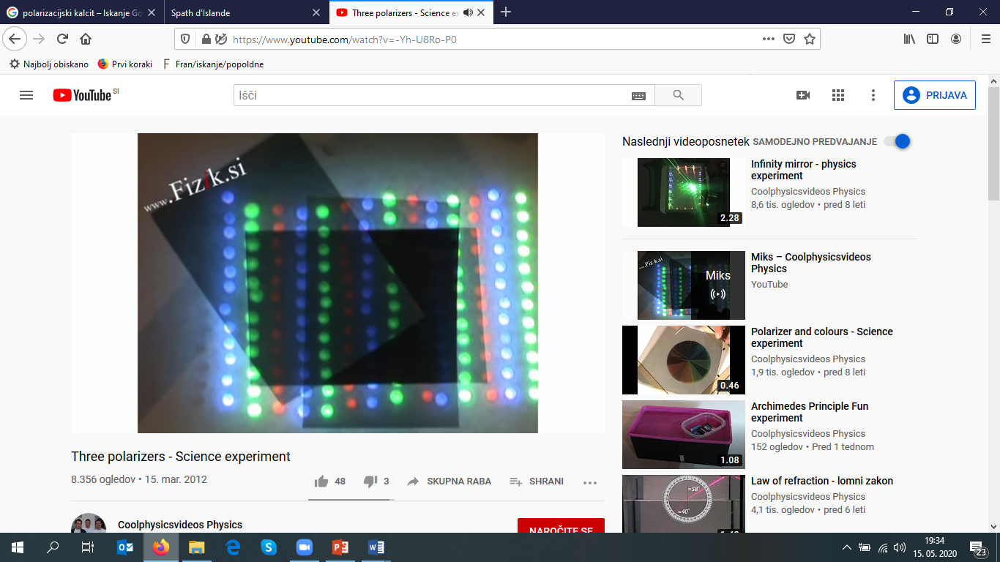 polarizacijski kalcit – Iskanje Go
Spath d'Islande
Three polarizers - Science ex
https://www.youtube.com/watch?v=-Yh-U8Ro-P0
Najbolj obiskano
Prvi koraki
Fran/iskanje/popoldne
YouTube SI
Išči
PRIJAVA
www.Fizik.si
Naslednji videoposnetek
SAMODEJNO PREDVAJANJE
Infinity mirror - physics
experiment
Coolphysicsvideos Physics
8,6 tis. ogledov • pred 8 leti
2.28
Miks – Coolphysicsvideos
Physics
YouTube
...Fiz.k.si
Miks
Polarizer and colours - Science
experiment
Coolphysicsvideos Physics
1,9 tis. ogledov • pred 8 leti
0.46
Archimedes Principle Fun
experiment
Coolphysicsvideos Physics
152 ogledov • Pred 1 tednom
1.08
Law of refraction - lomni zakon
Coolphysicsvideos Physics
4,1 tis. ogledov • pred 6 leti
≈58°
≈40°
Three polarizers - Science experiment
8.356 ogledov • 15. mar. 2012
48
3
SKUPNA RABA
SHRANI
Coolphysicsvideos Physics
NAROČITE SE
19:34
15. 05. 2020
23